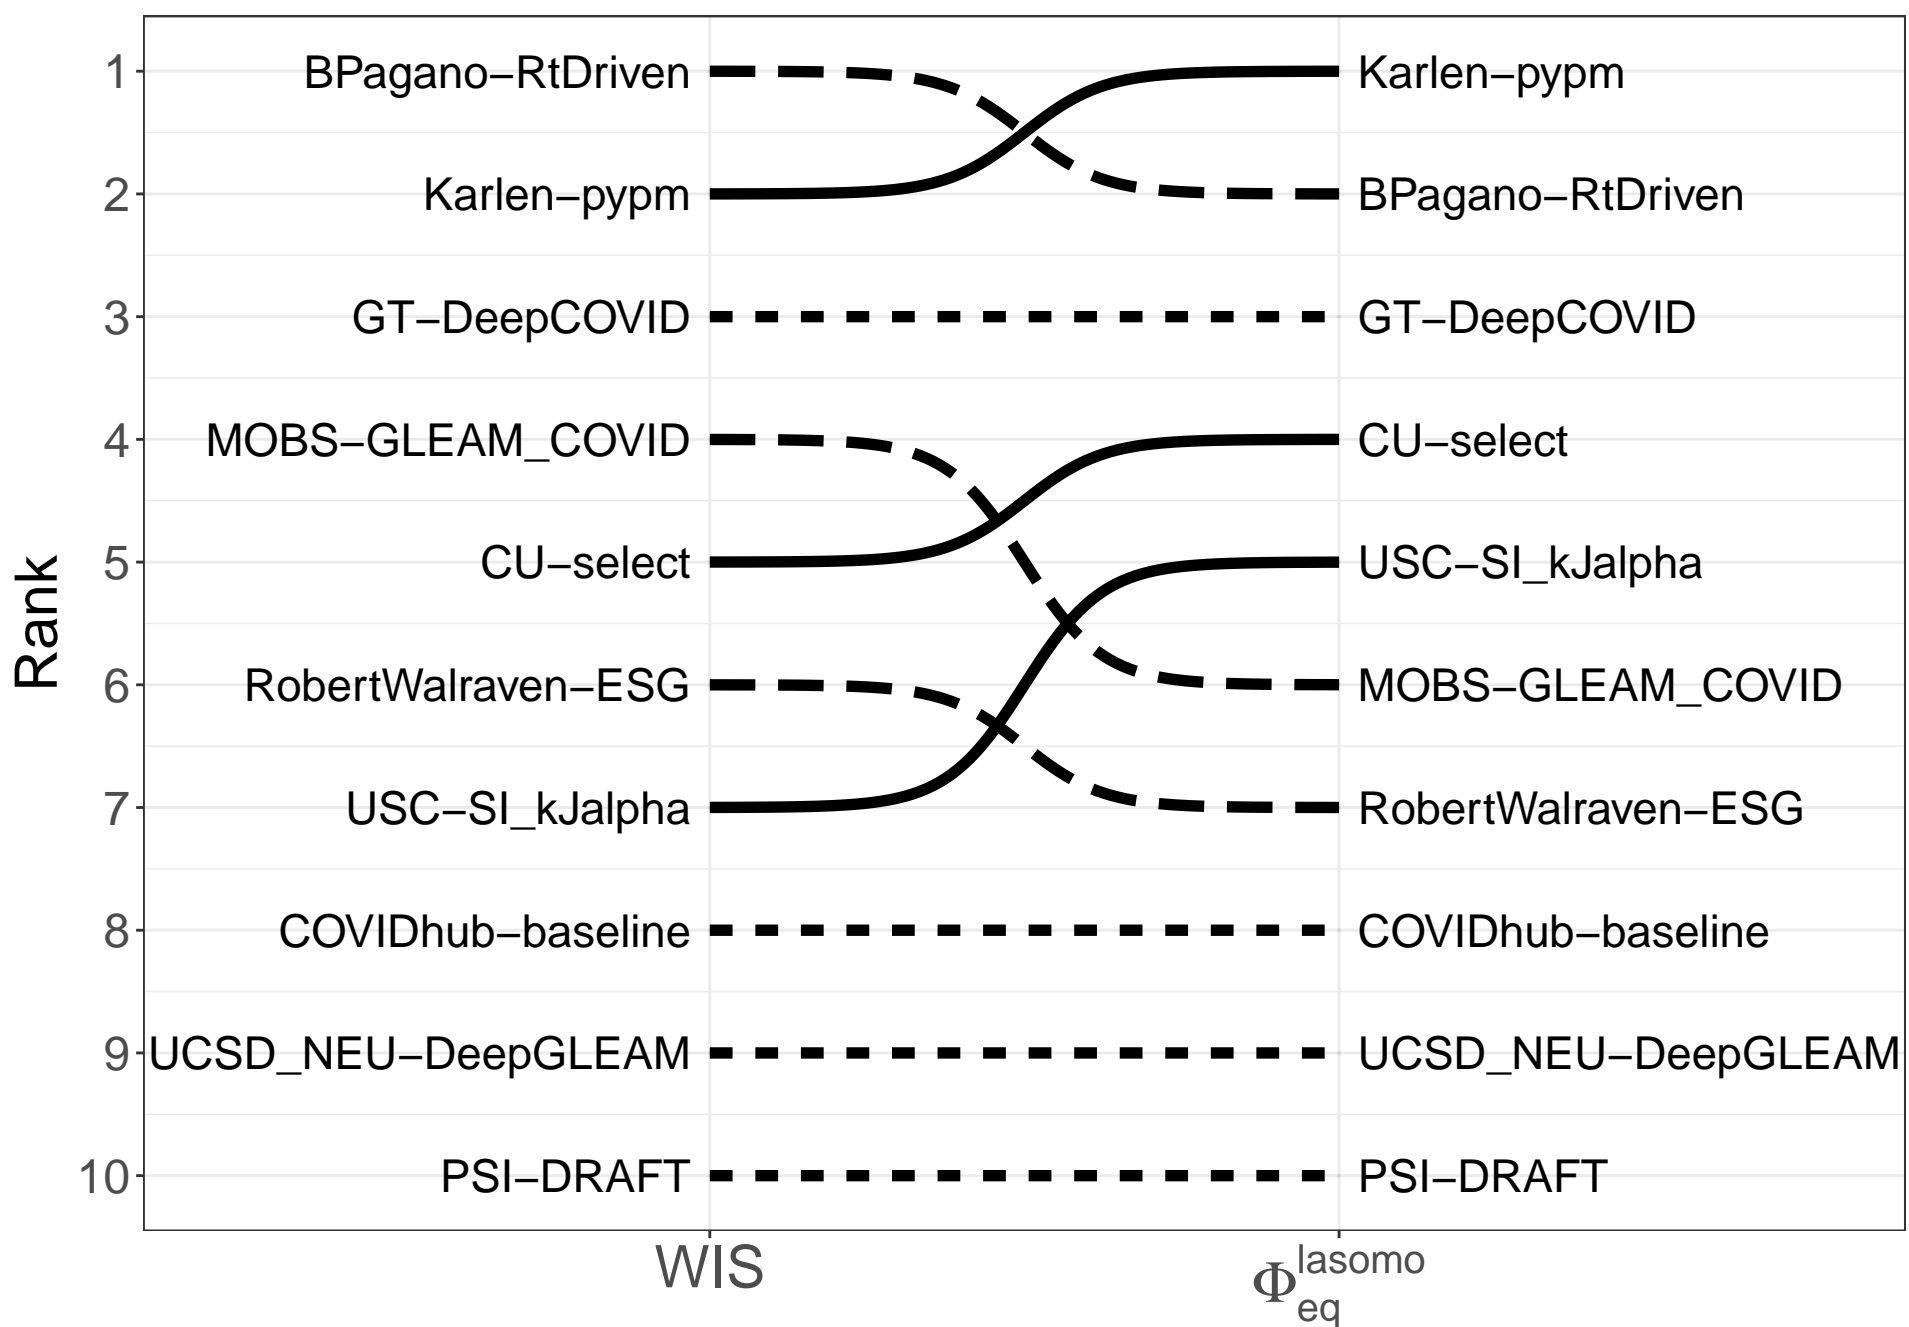 Rank
1 BPagano–RtDriven Karlen–pypm
2 Karlen–pypm BPagano–RtDriven
3 GT–DeepCOVID GT–DeepCOVID
4 MOBS–GLEAM_COVID CU–select
5 CU–select USC–SI_kJalpha
6 RobertWalraven–ESG MOBS–GLEAM_COVID
7 USC–SI_kJalpha RobertWalraven–ESG
8 COVIDhub–baseline COVIDhub–baseline
9 UCSD_NEU–DeepGLEAM UCSD_NEU–DeepGLEAM
10 PSI–DRAFT PSI–DRAFT
WIS Φ lasomo eq